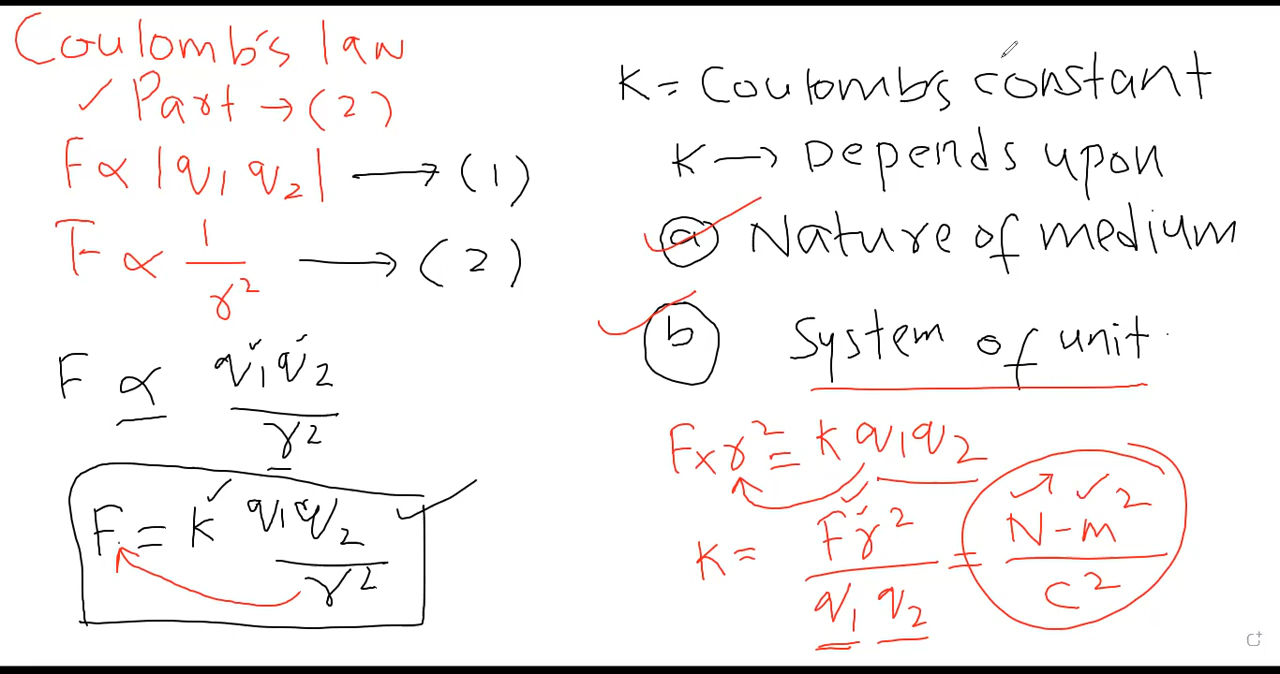 Coulomb's law
✓ Part → (2)
F ∝ |q₁ q₂| → (1)
F ∝ 1/r² → (2)
F ∝ q₁q₂/r²
F = K q₁q₂/r²
K = Coulomb's constant
K → Depends upon
(a) Nature of medium
(b) System of unit
F×r² = K q₁q₂
K = Fr²/q₁ q₂ = N-m²/C²